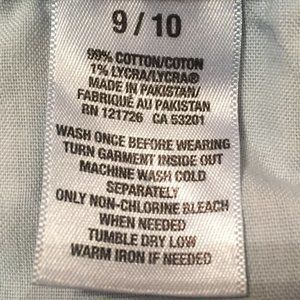 9 / 10
99% COTTON/COTON
1% LYCRA/LYCRA®
MADE IN PAKISTAN/
FABRIQUÉ AU PAKISTAN
RN 121726 CA 53201
WASH ONCE BEFORE WEARING
TURN GARMENT INSIDE OUT
MACHINE WASH COLD
SEPARATELY
ONLY NON-CHLORINE BLEACH
WHEN NEEDED
TUMBLE DRY LOW
WARM IRON IF NEEDED